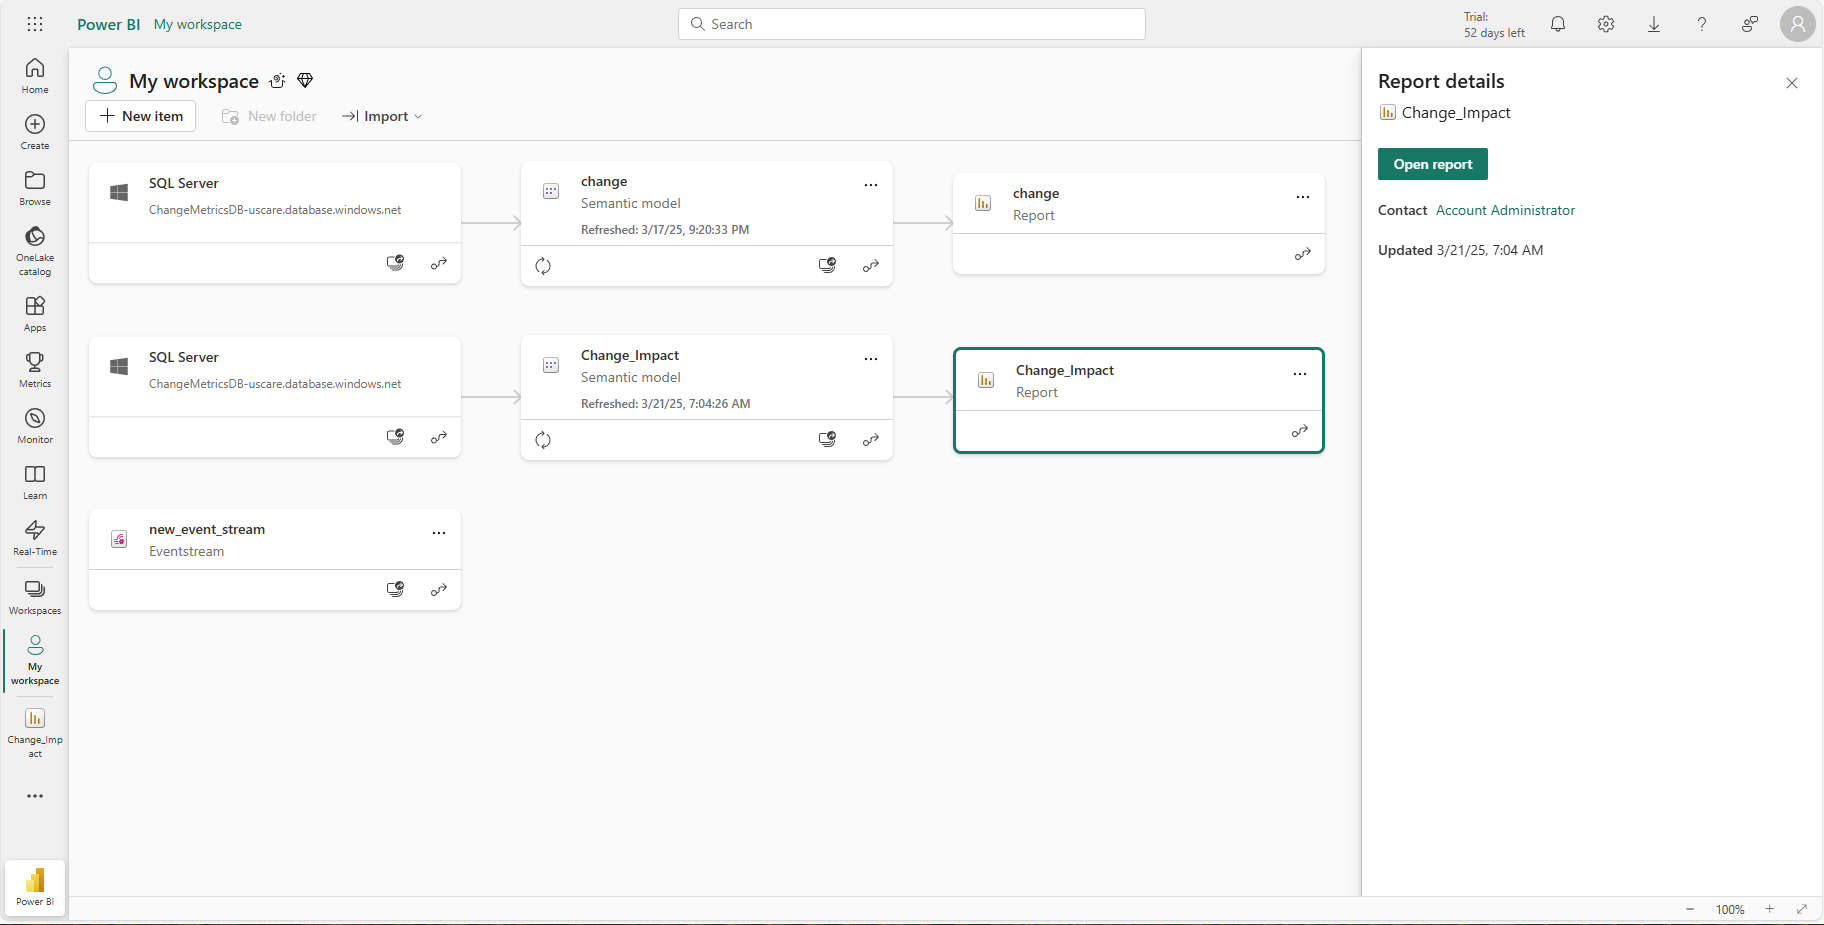 Power BI My workspace
Search
Trial:
52 days left
Home
Create
Browse
OneLake
catalog
Apps
Metrics
Monitor
Learn
Real-Time
Workspaces
My
workspace
Change_Imp
act
Power BI
My workspace
New item
New folder
Import
SQL Server
ChangeMetricsDB-uscare.database.windows.net
change
Semantic model
Refreshed: 3/17/25, 9:20:33 PM
change
Report
SQL Server
ChangeMetricsDB-uscare.database.windows.net
Change_Impact
Semantic model
Refreshed: 3/21/25, 7:04:26 AM
Change_Impact
Report
new_event_stream
Eventstream
Report details
Change_Impact
Open report
Contact Account Administrator
Updated 3/21/25, 7:04 AM
100%